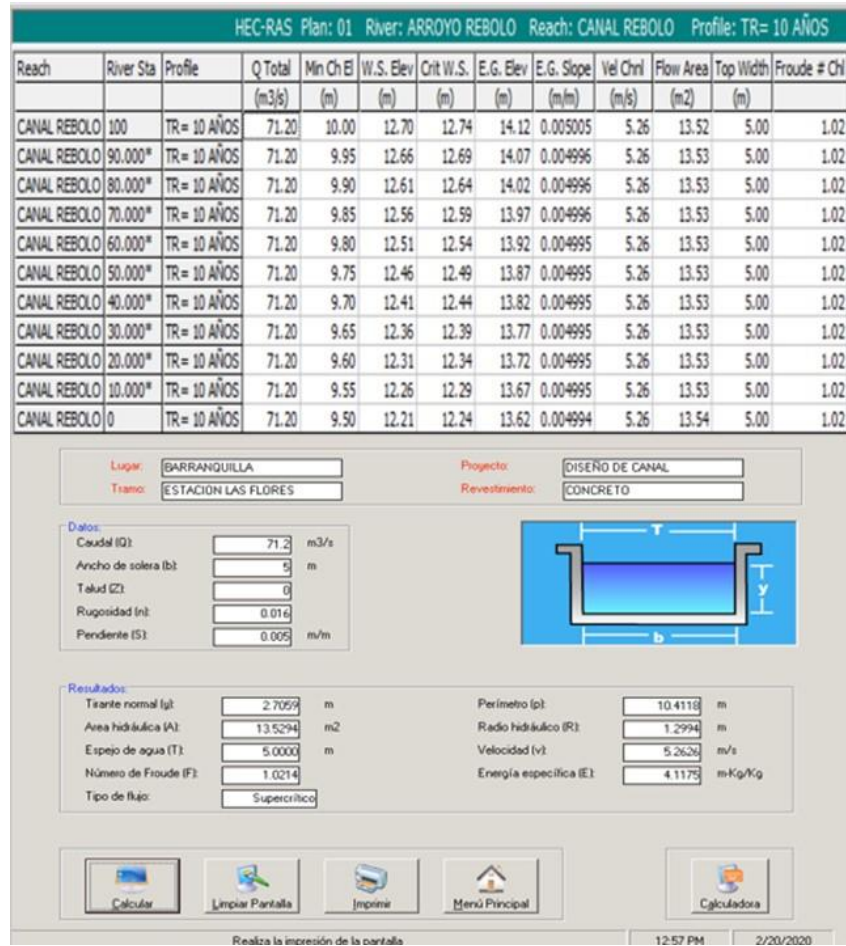 HEC-RAS Plan: 01 River: ARROYO REBOLO Reach: CANAL REBOLO Profile: TR= 10 AÑOS
Reach River Sta Profile Q Total Min Ch El W.S. Elev Crit W.S. E.G. Elev E.G. Slope Vel Chnl Flow Area Top Width Froude # Chl
(m3/s) (m) (m) (m) (m) (m/m) (m/s) (m2) (m)
CANAL REBOLO 100 TR= 10 AÑOS 71.20 10.00 12.70 12.74 14.12 0.005005 5.26 13.52 5.00 1.02
CANAL REBOLO 90.000* TR= 10 AÑOS 71.20 9.95 12.66 12.69 14.07 0.004996 5.26 13.53 5.00 1.02
CANAL REBOLO 80.000* TR= 10 AÑOS 71.20 9.90 12.61 12.64 14.02 0.004996 5.26 13.53 5.00 1.02
CANAL REBOLO 70.000* TR= 10 AÑOS 71.20 9.85 12.56 12.59 13.97 0.004996 5.26 13.53 5.00 1.02
CANAL REBOLO 60.000* TR= 10 AÑOS 71.20 9.80 12.51 12.54 13.92 0.004995 5.26 13.53 5.00 1.02
CANAL REBOLO 50.000* TR= 10 AÑOS 71.20 9.75 12.46 12.49 13.87 0.004995 5.26 13.53 5.00 1.02
CANAL REBOLO 40.000* TR= 10 AÑOS 71.20 9.70 12.41 12.44 13.82 0.004995 5.26 13.53 5.00 1.02
CANAL REBOLO 30.000* TR= 10 AÑOS 71.20 9.65 12.36 12.39 13.77 0.004995 5.26 13.53 5.00 1.02
CANAL REBOLO 20.000* TR= 10 AÑOS 71.20 9.60 12.31 12.34 13.72 0.004995 5.26 13.53 5.00 1.02
CANAL REBOLO 10.000* TR= 10 AÑOS 71.20 9.55 12.26 12.29 13.67 0.004995 5.26 13.53 5.00 1.02
CANAL REBOLO 0 TR= 10 AÑOS 71.20 9.50 12.21 12.24 13.62 0.004994 5.26 13.54 5.00 1.02
Lugar: BARRANQUILLA Proyecto: DISEÑO DE CANAL
Tramo: ESTACION LAS FLORES Revestimiento: CONCRETO
Datos:
Caudal (Q): 71.2 m3/s
Ancho de solera (b): 5 m
Talud (Z): 0
Rugosidad (n): 0.016
Pendiente (S): 0.005 m/m
T
y
b
Resultados:
Tirante normal (y): 2.7059 m Perímetro (p): 10.4118 m
Area hidráulica (A): 13.5294 m2 Radio hidráulico (R): 1.2994 m
Espejo de agua (T): 5.0000 m Velocidad (v): 5.2626 m/s
Número de Froude (F): 1.0214 Energía específica (E): 4.1175 m-Kg/Kg
Tipo de flujo: Supercrítico
Calcular Limpiar Pantalla Imprimir Menú Principal Calculadora
Realiza la impresión de la pantalla 12:57 PM 2/20/2020